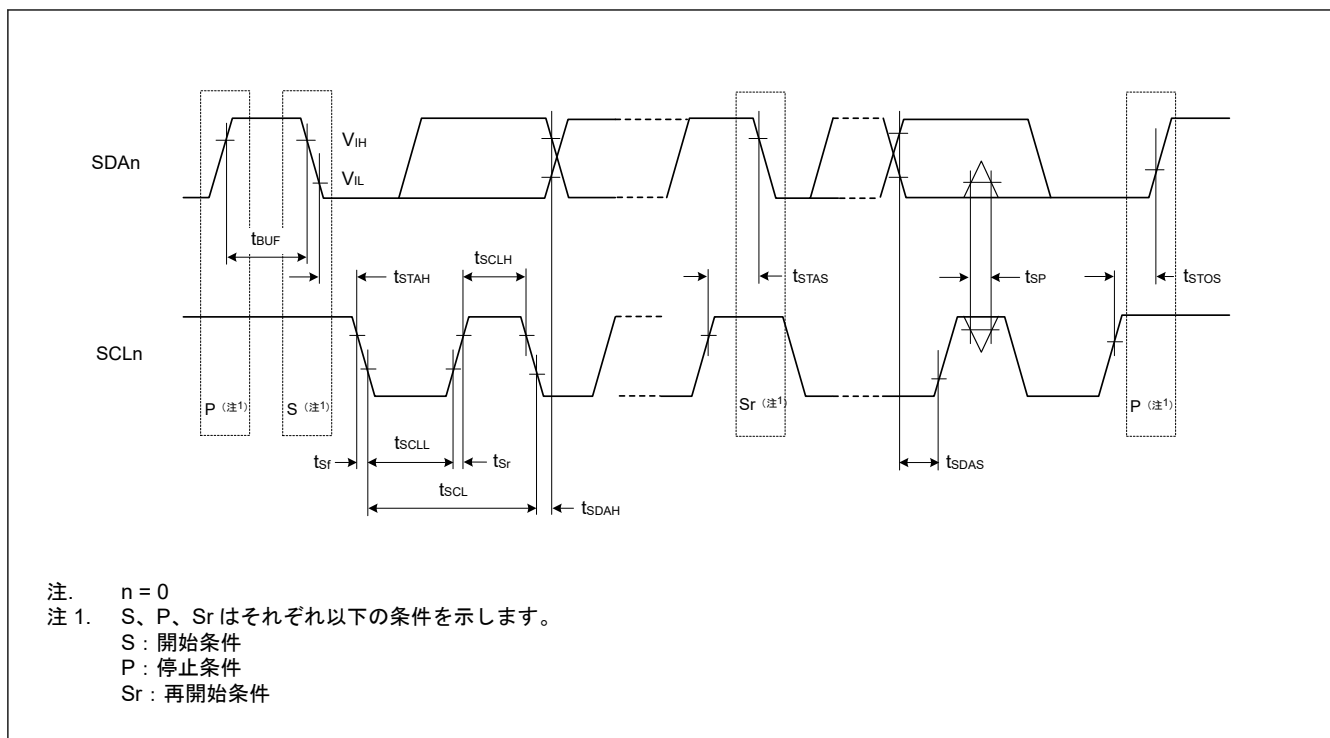 SDAn
VIH
VIL
tBUF
tSTAH
tSCLH
tSTAS
tSP
tSTOS
SCLn
P（注1）
S（注1）
Sr（注1）
P（注1）
tSf
tSCLL
tSr
tSDAS
tSCL
tSDAH
注. n = 0
注 1. S、P、Sr はそれぞれ以下の条件を示します。
S：開始条件
P：停止条件
Sr：再開始条件